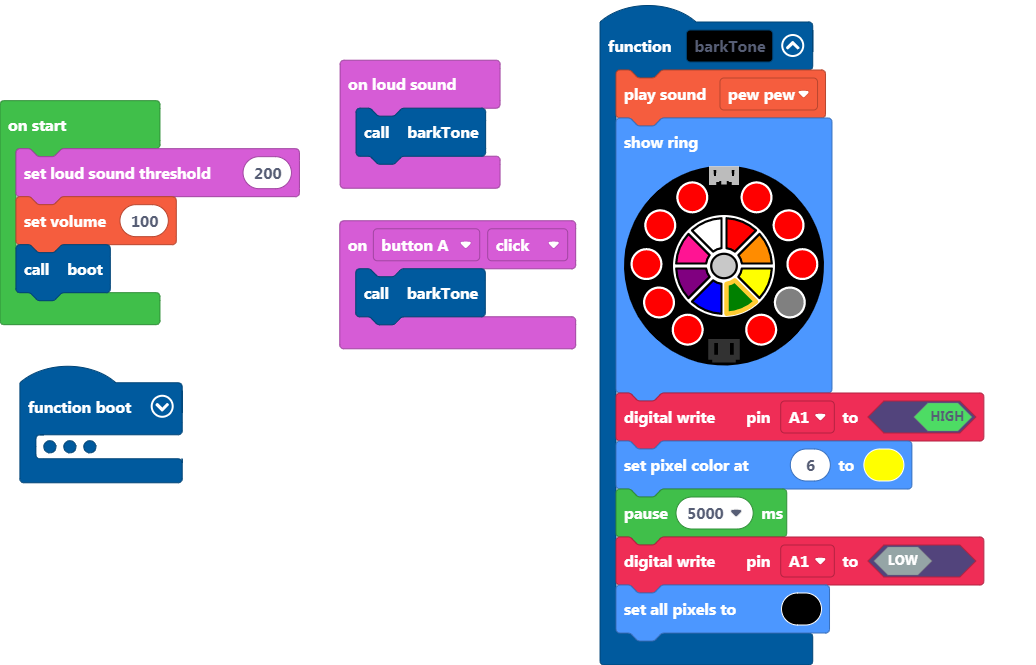 on start
set loud sound threshold 200
set volume 100
call boot
function boot
on loud sound
call barkTone
on button A click
call barkTone
function barkTone
play sound pew pew
show ring
digital write pin A1 to HIGH
set pixel color at 6 to
pause 5000 ms
digital write pin A1 to LOW
set all pixels to